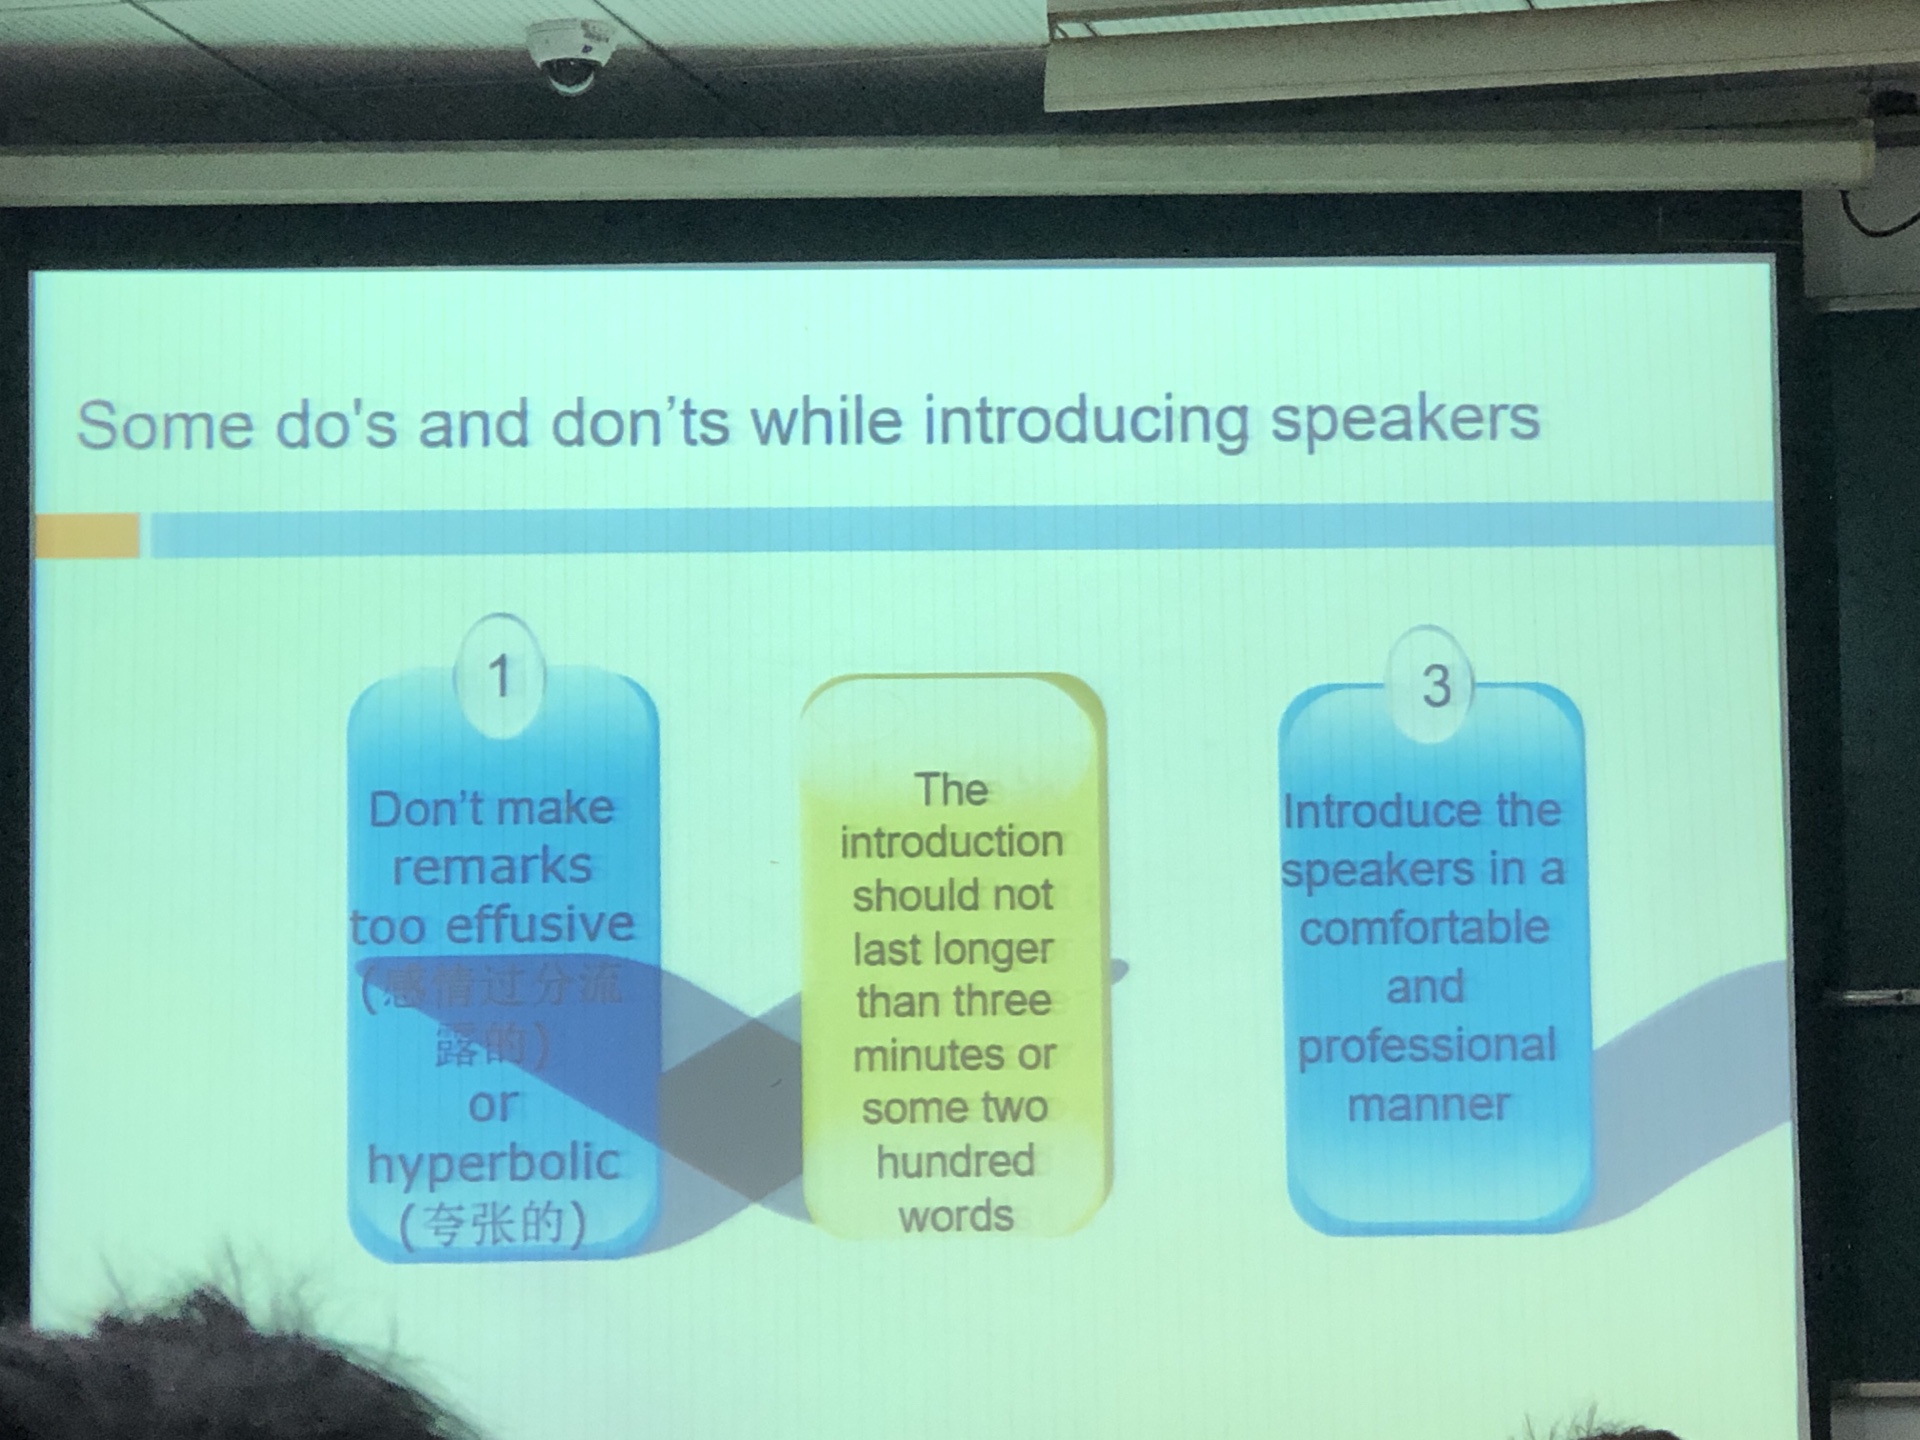 Some do's and don'ts while introducing speakers
1
Don't make
remarks
too effusive
(感情过分流
露的)
or
hyperbolic
(夸张的)
The
introduction
should not
last longer
than three
minutes or
some two
hundred
words
3
Introduce the
speakers in a
comfortable
and
professional
manner